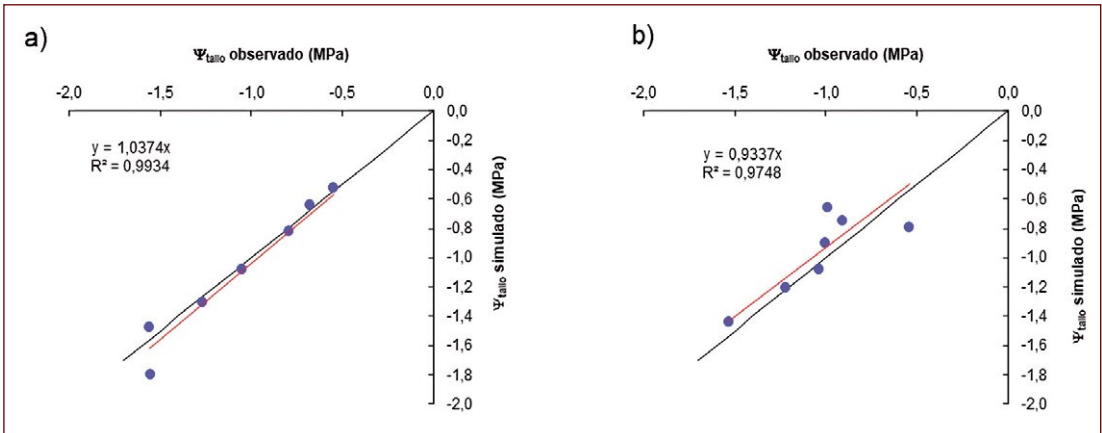 a)
Ψtallo observado (MPa)
-2,0 -1,5 -1,0 -0,5 0,0
y = 1,0374x
R² = 0,9934
0,0
-0,2
-0,4
-0,6
-0,8
-1,0
-1,2
-1,4
-1,6
-1,8
-2,0
Ψtallo simulado (MPa)
b)
Ψtallo observado (MPa)
-2,0 -1,5 -1,0 -0,5 0,0
y = 0,9337x
R² = 0,9748
0,0
-0,2
-0,4
-0,6
-0,8
-1,0
-1,2
-1,4
-1,6
-1,8
-2,0
Ψtallo simulado (MPa)